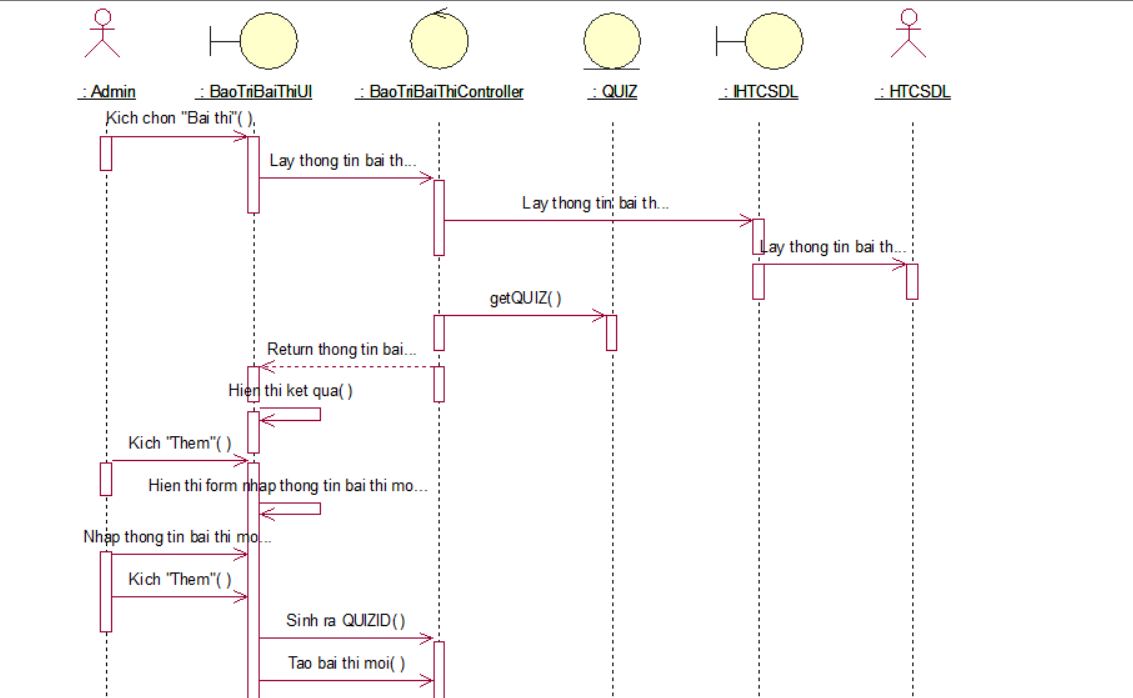 : Admin
: BaoTriBaiThiUI
: BaoTriBaiThiController
: QUIZ
: IHTCSDL
: HTCSDL
Kich chon "Bai thi"( )
Lay thong tin bai th...
Lay thong tin bai th...
Lay thong tin bai th...
getQUIZ( )
Return thong tin bai...
Hien thi ket qua( )
Kich "Them"( )
Hien thi form nhap thong tin bai thi mo...
Nhap thong tin bai thi mo...
Kich "Them"( )
Sinh ra QUIZID( )
Tao bai thi moi( )